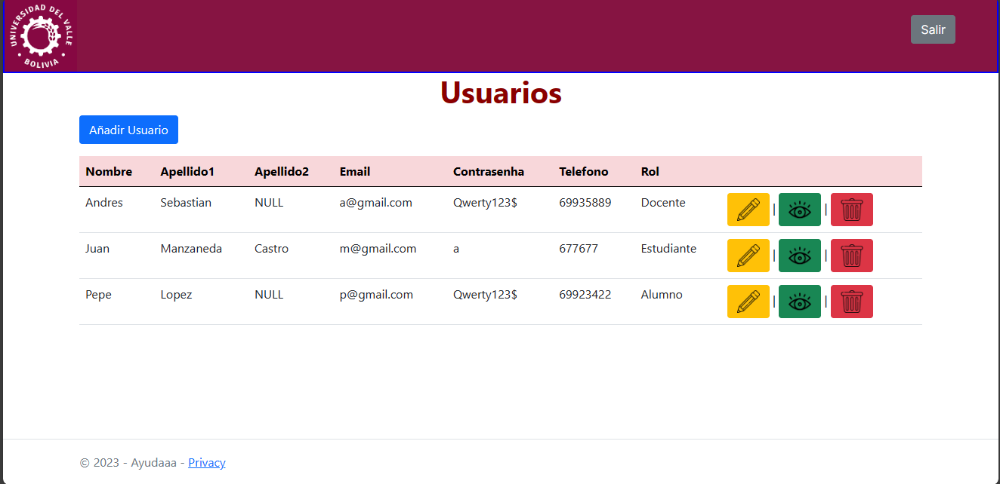 UNIVERSIDAD DEL VALLE
• BOLIVIA •
Salir
Usuarios
Añadir Usuario
Nombre Apellido1 Apellido2 Email Contrasenha Telefono Rol
Andres Sebastian NULL a@gmail.com Qwerty123$ 69935889 Docente | |
Juan Manzaneda Castro m@gmail.com a 677677 Estudiante | |
Pepe Lopez NULL p@gmail.com Qwerty123$ 69923422 Alumno | |
© 2023 - Ayudaaa - Privacy